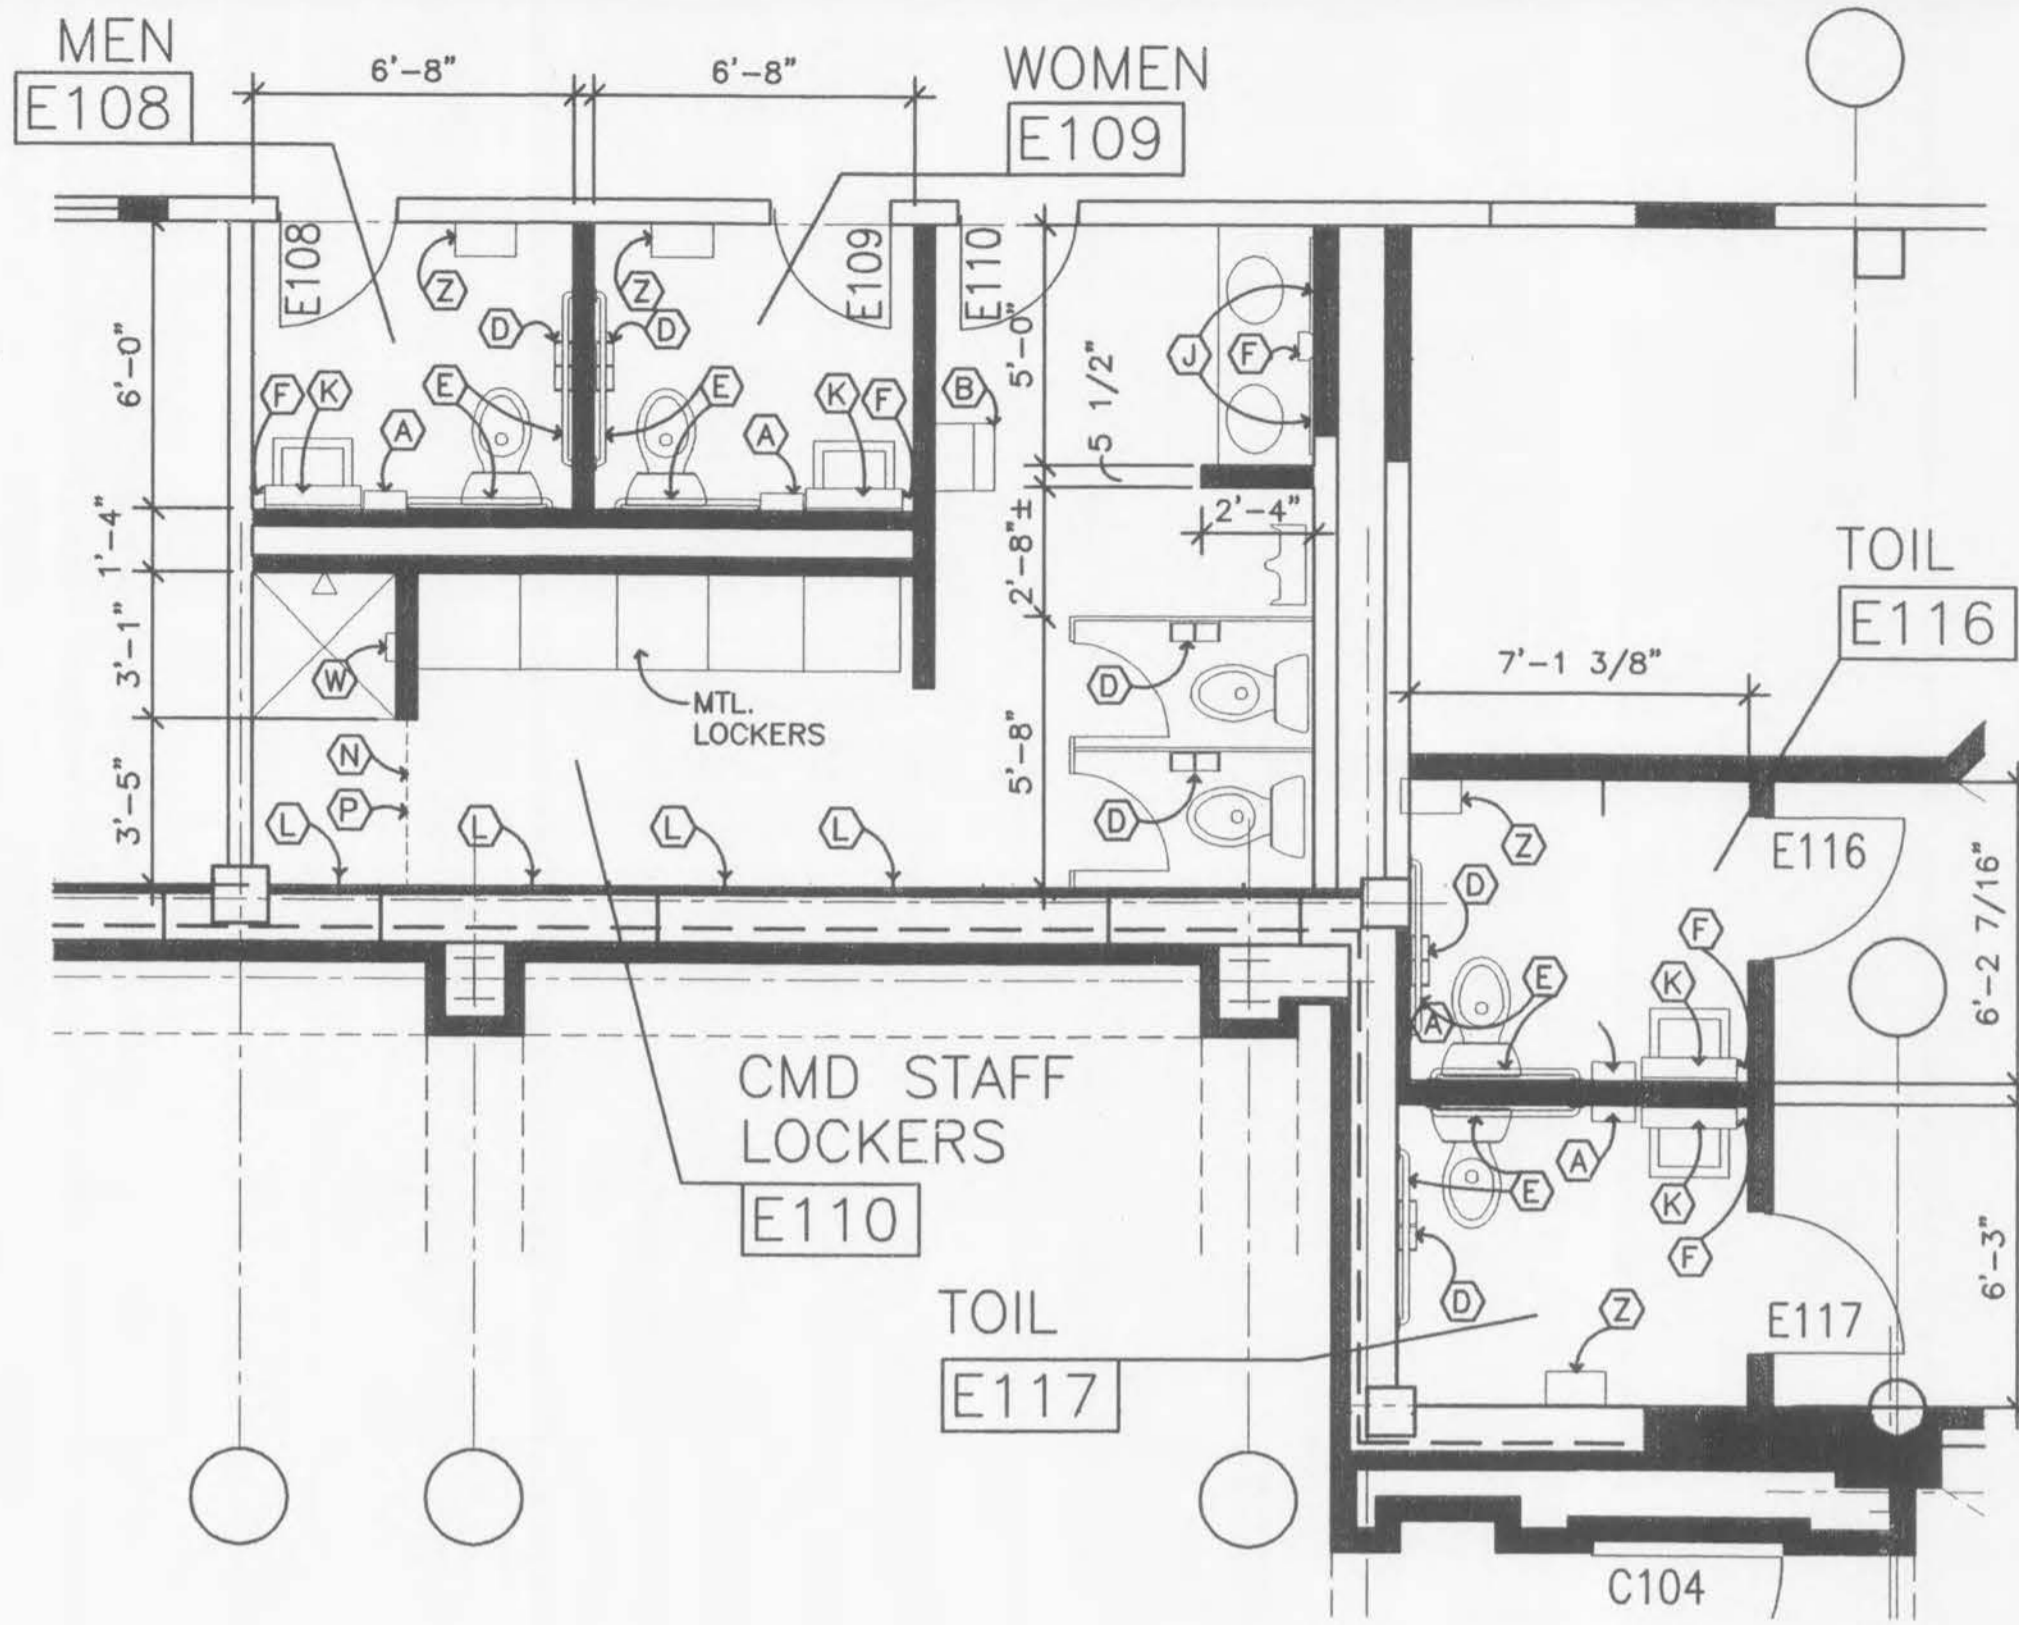 MEN
E108
6'-8"
6'-8"
WOMEN
E109
E108
E109
E110
Z
Z
D
D
F
K
E
E
A
A
K
F
B
J
F
6'-0"
1'-4"
3'-1"
3'-5"
5'-0"
5 1/2"
2'-8"±
2'-4"
5'-8"
W
MTL.
LOCKERS
N
P
L
L
L
L
D
D
TOIL
E116
7'-1 3/8"
Z
E116
D
F
E
K
A
6'-2 7/16"
CMD STAFF
LOCKERS
E110
A
E
K
F
D
Z
6'-3"
E117
TOIL
E117
C104